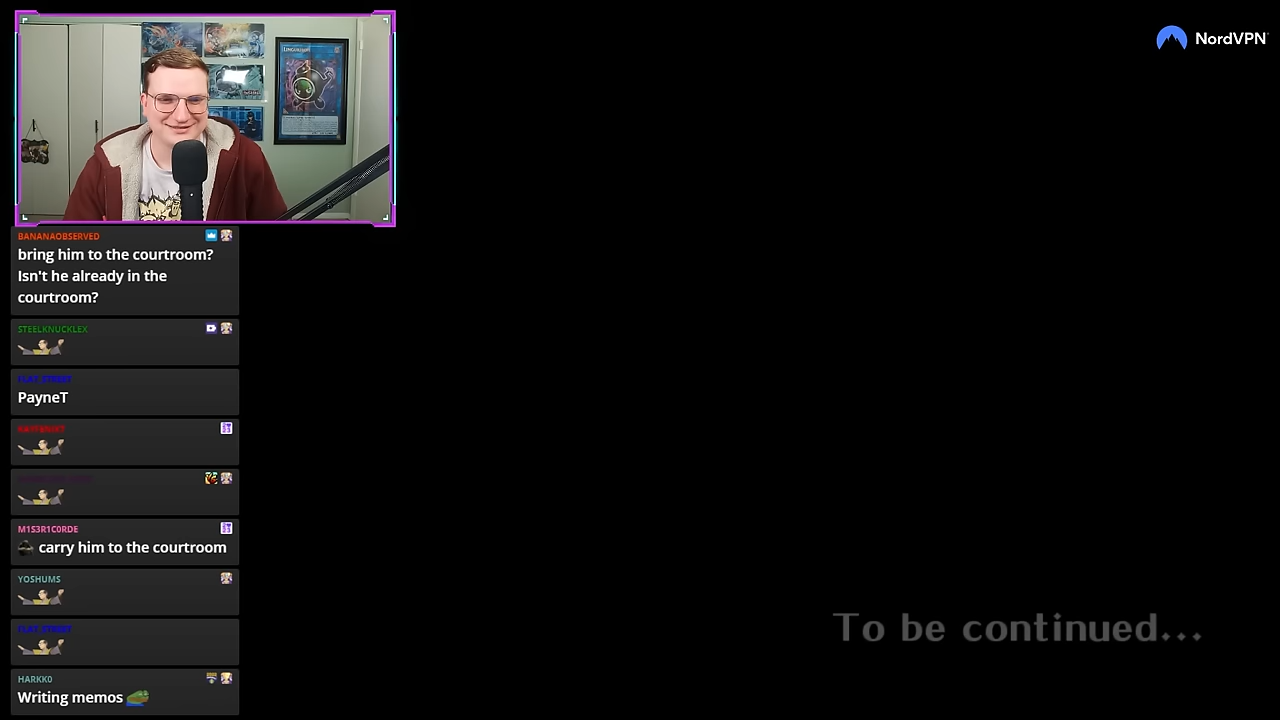 NordVPN
LINGURIBOH
BANANAOBSERVED
bring him to the courtroom?
Isn't he already in the
courtroom?
STEELKNUCKLEX
PayneT
M1S3R1C0RDE
carry him to the courtroom
YOSHUMS
HARKK0
Writing memos
To be continued...